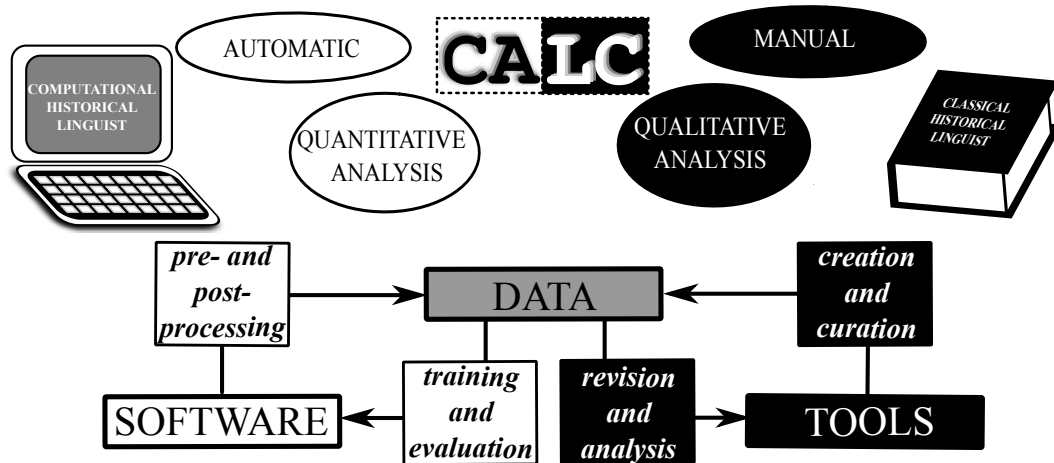 COMPUTATIONAL
HISTORICAL
LINGUIST
AUTOMATIC
CALC
MANUAL
CLASSICAL
HISTORICAL
LINGUIST
QUANTITATIVE
ANALYSIS
QUALITATIVE
ANALYSIS
pre- and
post-
processing
DATA
creation
and
curation
SOFTWARE
training
and
evaluation
revision
and
analysis
TOOLS